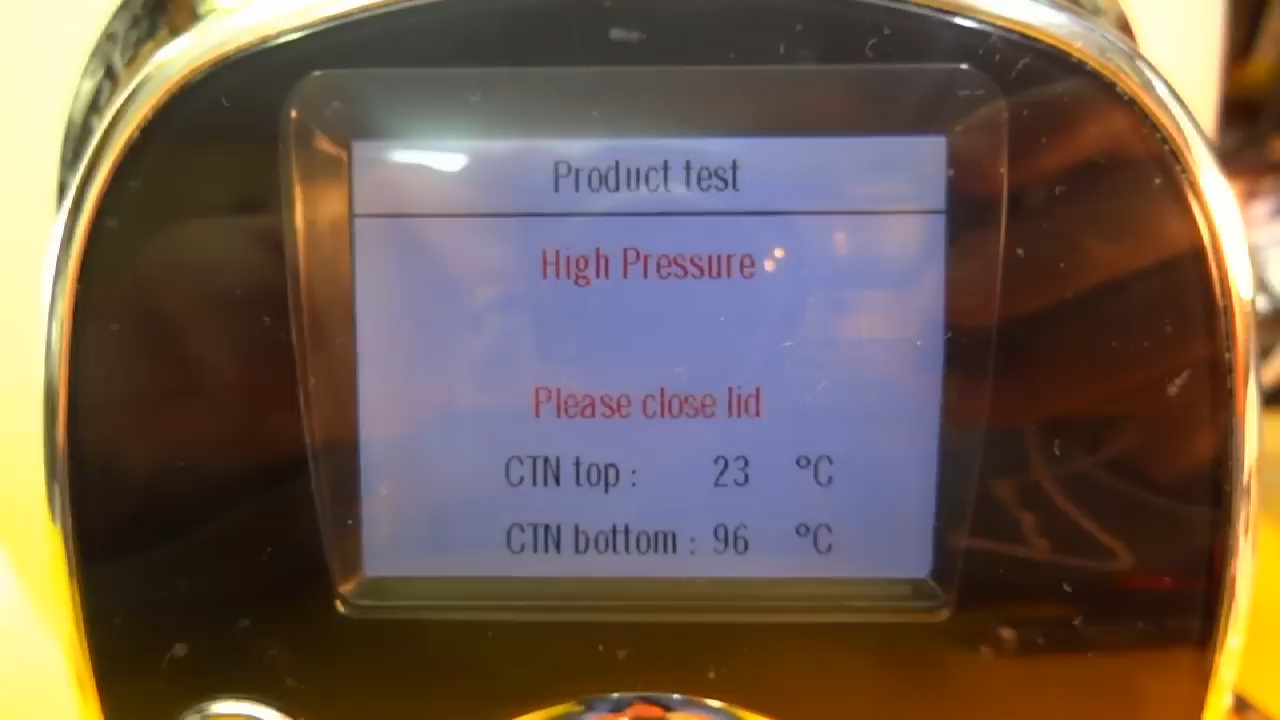 Product test
High Pressure
Please close lid
CTN top : 23 °C
CTN bottom : 96 °C